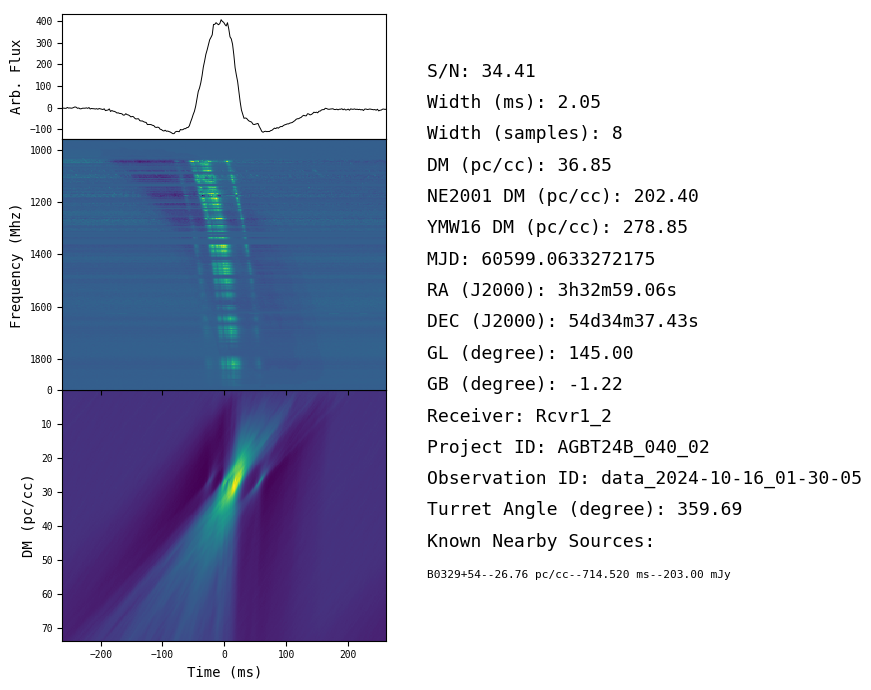 400
300
200
100
0
−100
Arb. Flux
1000
1200
1400
1600
1800
Frequency (Mhz)
0
10
20
30
40
50
60
70
DM (pc/cc)
−200
−100
0
100
200
Time (ms)
S/N: 34.41
Width (ms): 2.05
Width (samples): 8
DM (pc/cc): 36.85
NE2001 DM (pc/cc): 202.40
YMW16 DM (pc/cc): 278.85
MJD: 60599.0633272175
RA (J2000): 3h32m59.06s
DEC (J2000): 54d34m37.43s
GL (degree): 145.00
GB (degree): -1.22
Receiver: Rcvr1_2
Project ID: AGBT24B_040_02
Observation ID: data_2024-10-16_01-30-05
Turret Angle (degree): 359.69
Known Nearby Sources:
B0329+54--26.76 pc/cc--714.520 ms--203.00 mJy